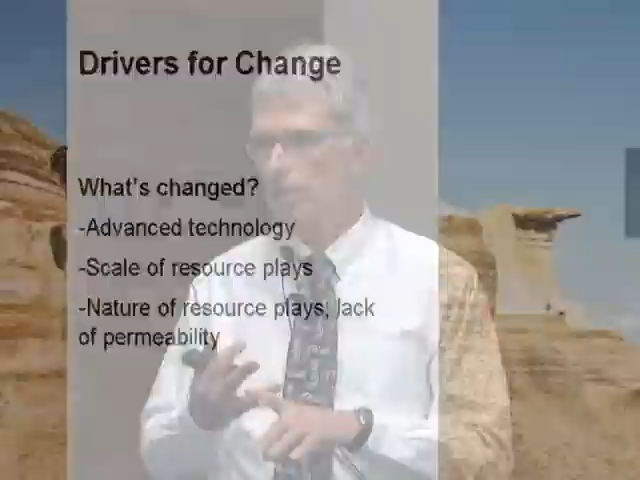 Drivers for Change
What's changed?
-Advanced technology
-Scale of resource plays
-Nature of resource plays; lack
of permeability